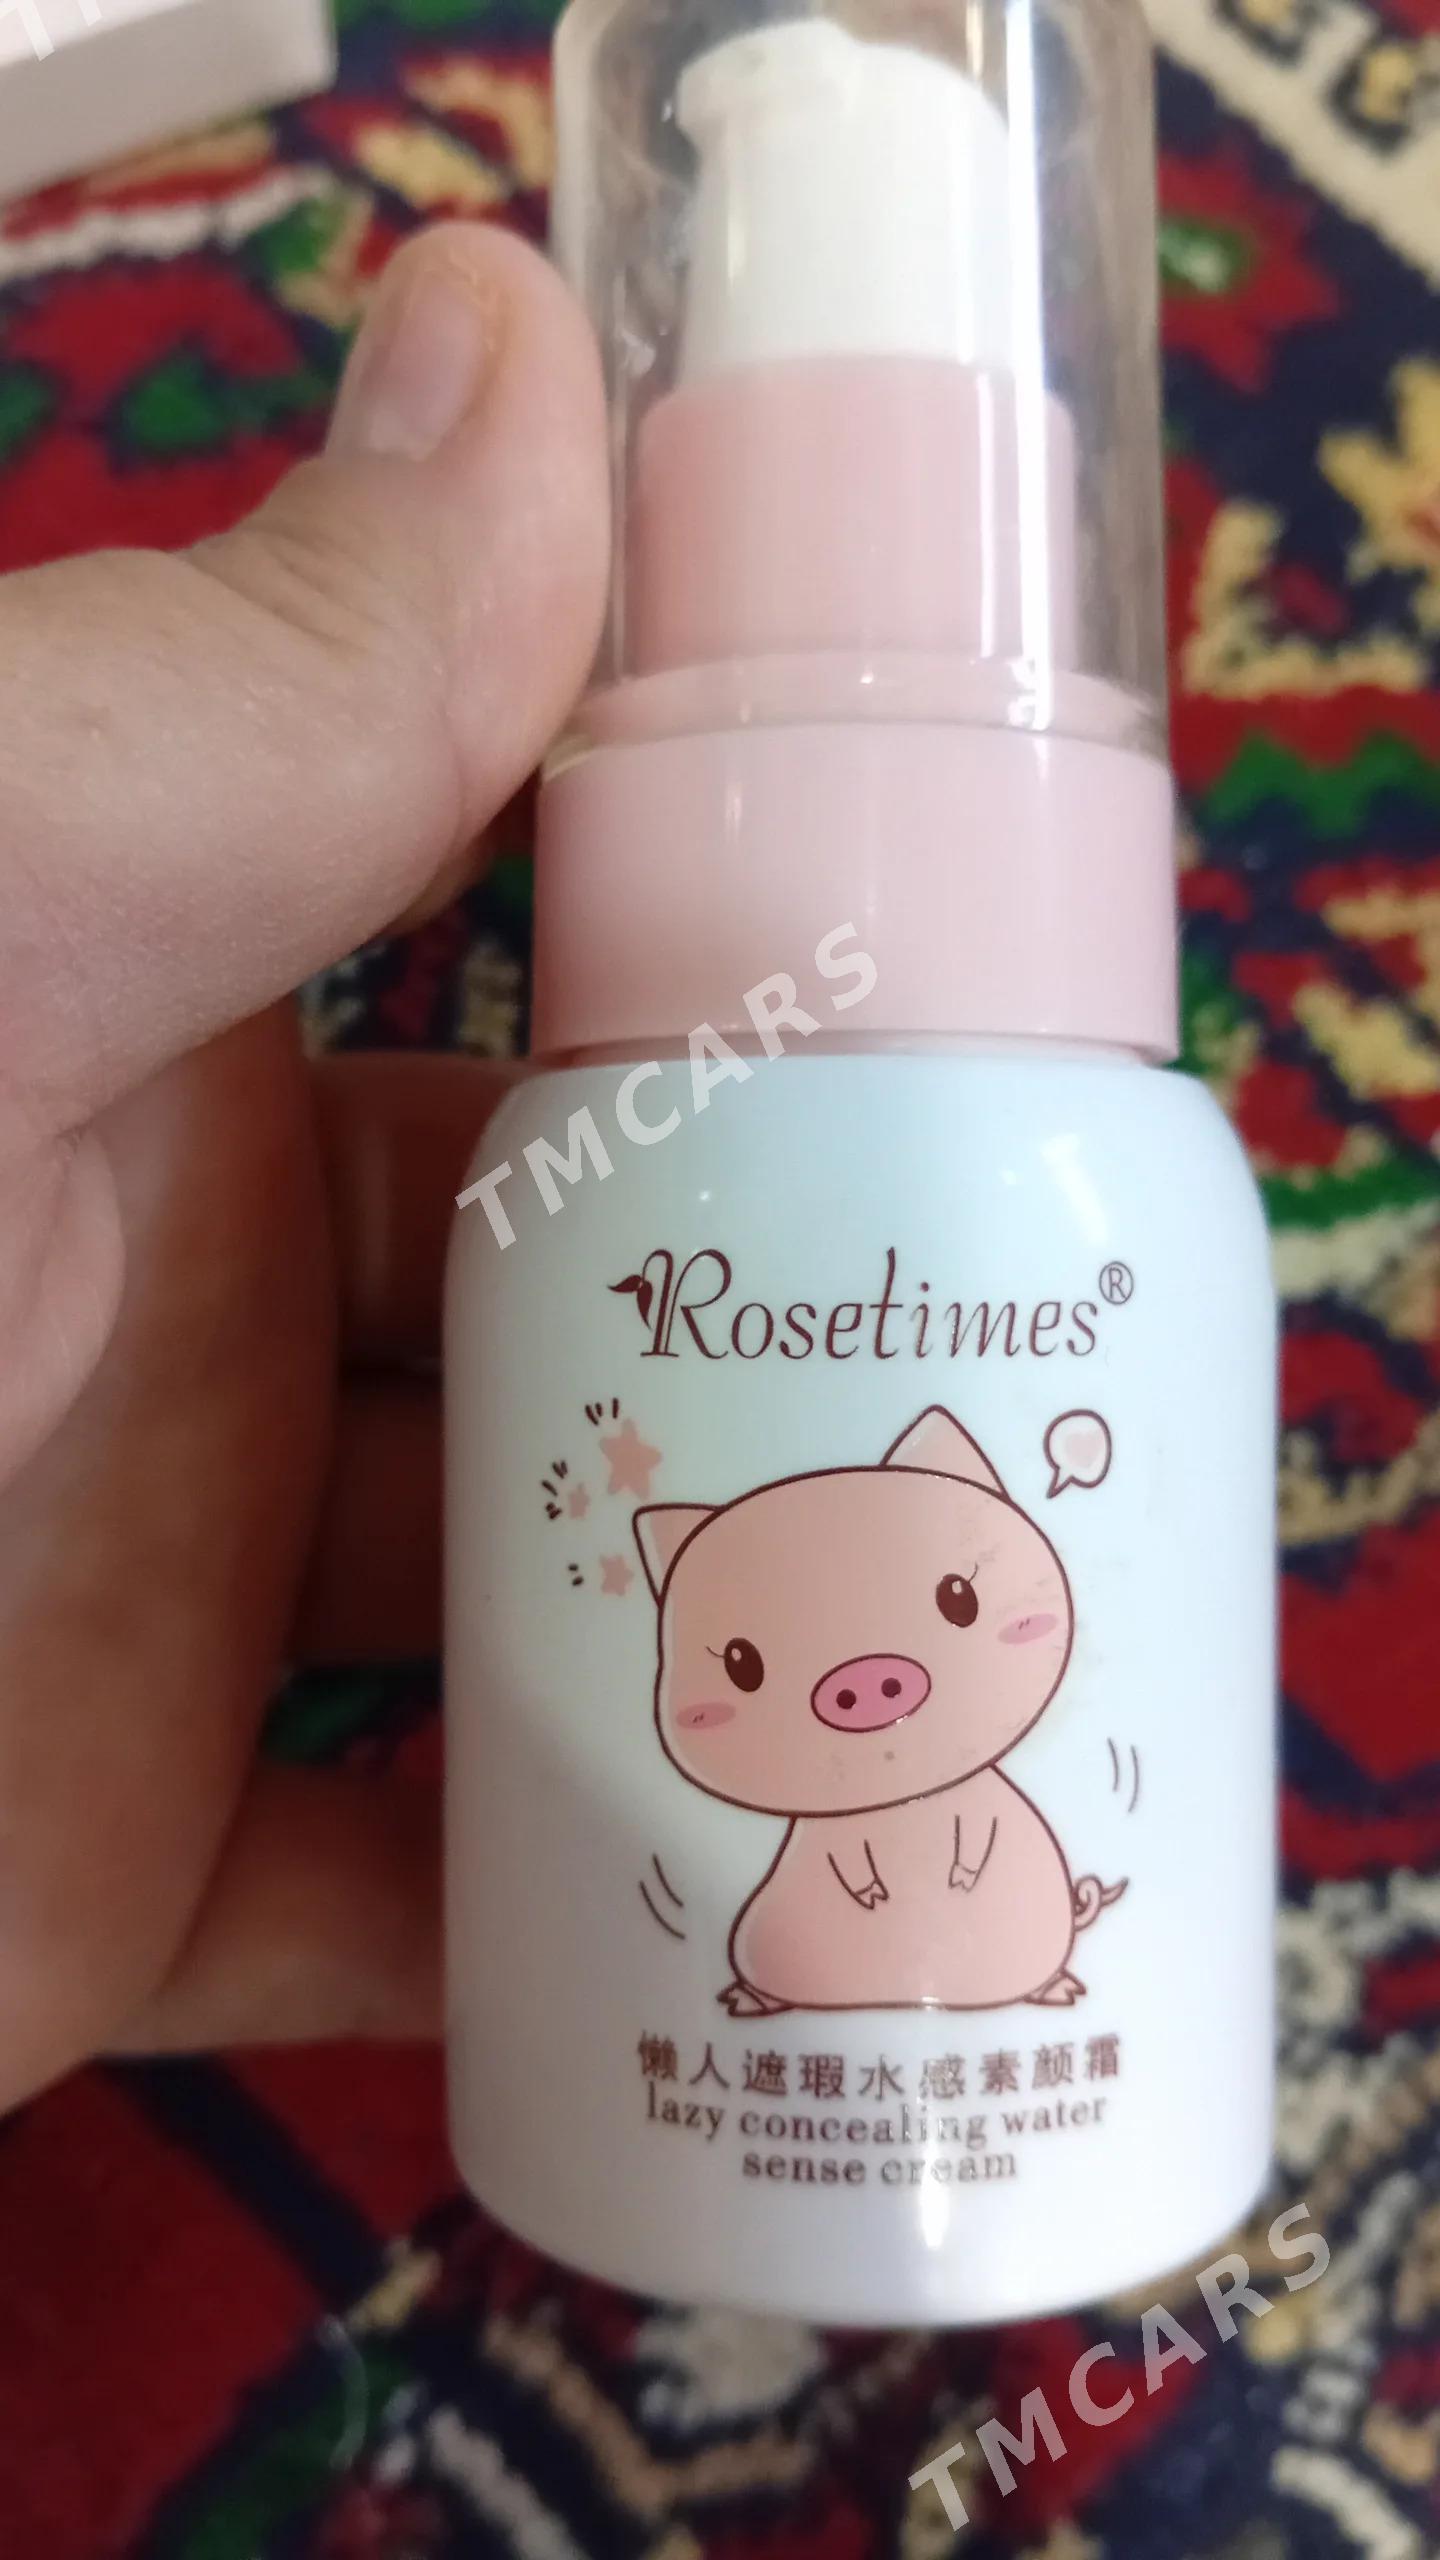 TMCARS
Rosetimes®
懒人遮瑕水感素颜霜
lazy concealing water
sense cream
TMCARS